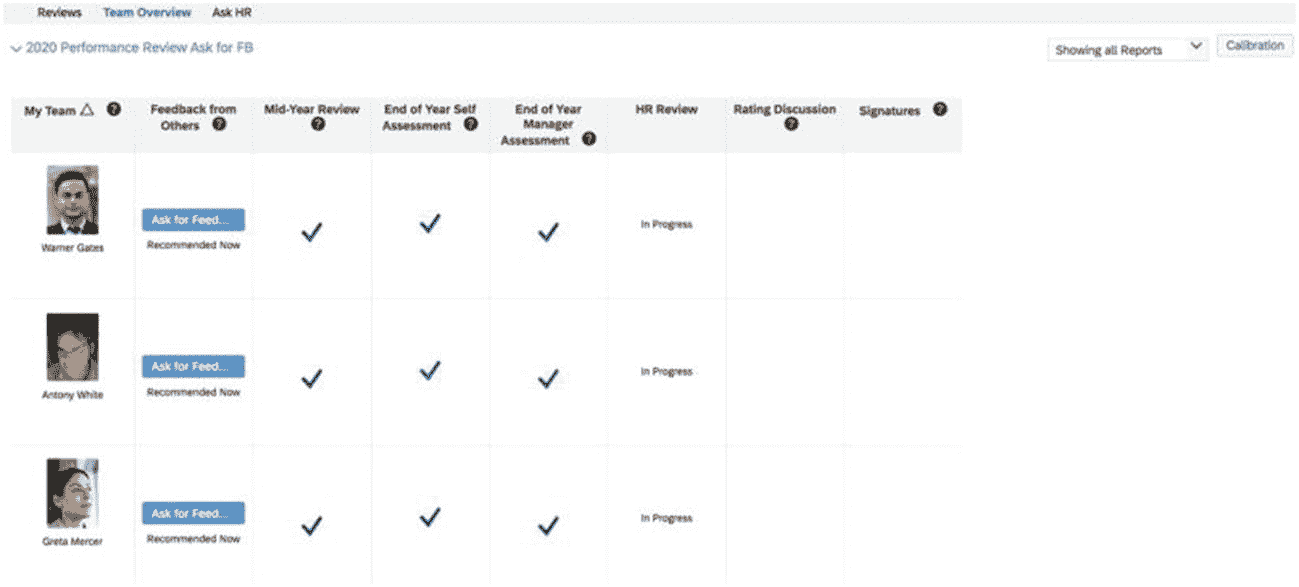 Reviews Team Overview Ask HR
2020 Performance Review Ask for FB
Showing all Reports Calibration
My Team ?
Feedback from
Others ?
Mid-Year Review
?
End of Year Self
Assessment ?
End of Year
Manager
Assessment ?
HR Review
Rating Discussion
?
Signatures ?
Ask for Feed...
Recommended Now
In Progress
Warner Gates
Ask for Feed...
Recommended Now
In Progress
Antony White
Ask for Feed...
Recommended Now
In Progress
Greta Mercer